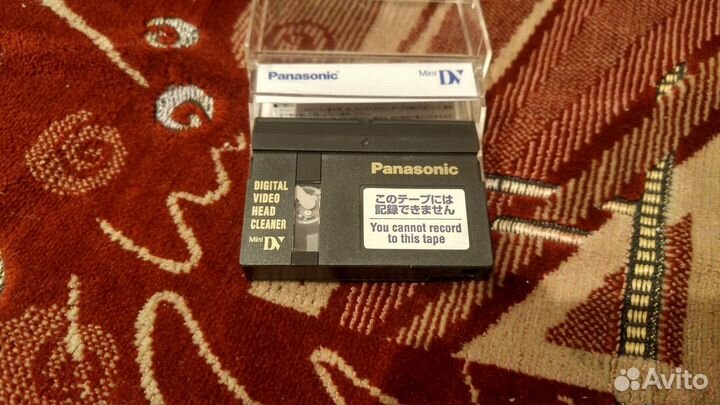 Panasonic
Mini DV
Panasonic
DIGITAL
VIDEO
HEAD
CLEANER
Mini DV
このテープには
記録できません
You cannot record
to this tape
Avito